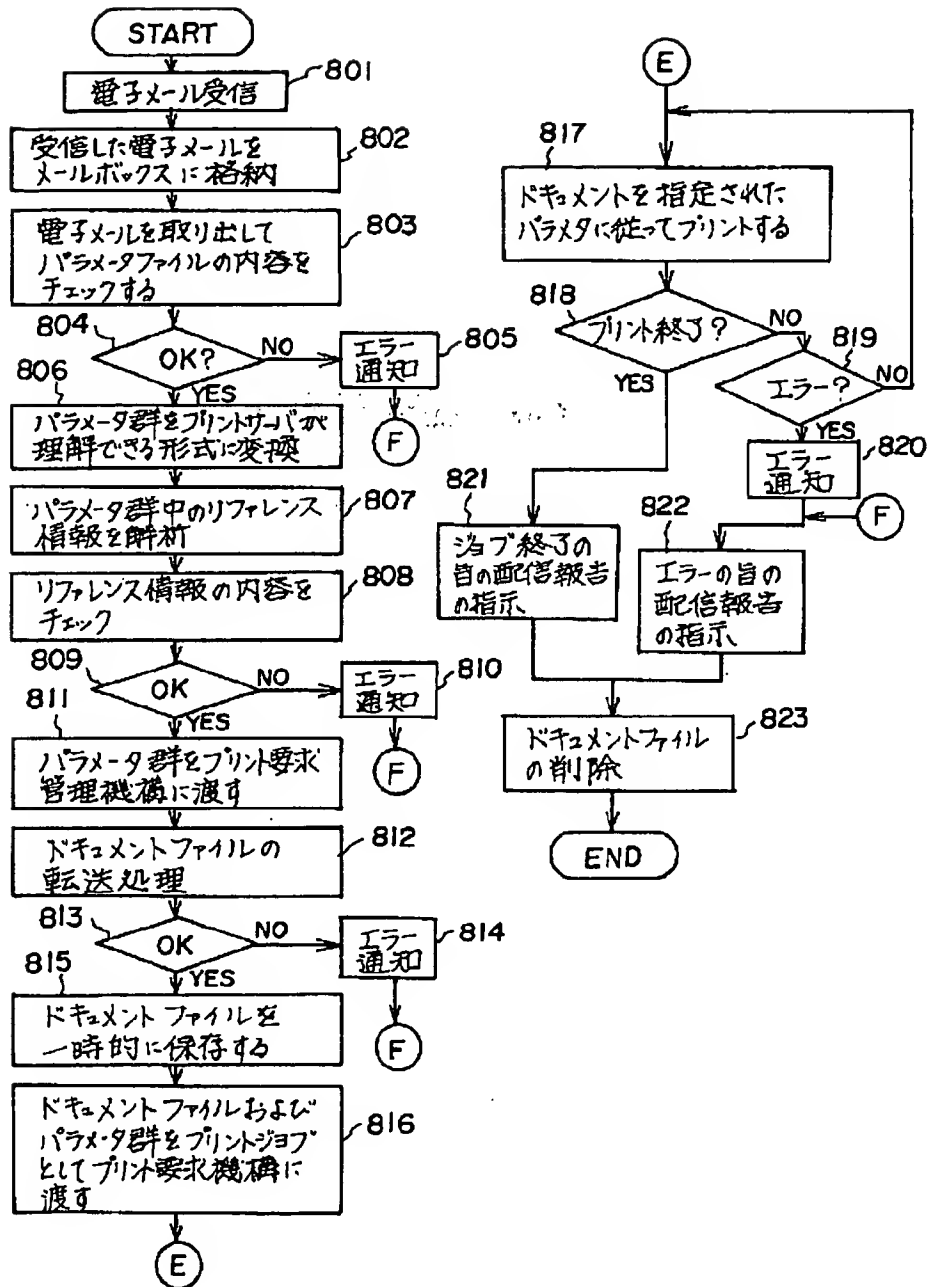 START
801
電子メール受信
802
受信した電子メールを
メールボックスに格納
803
電子メールを取り出して
パラメータファイルの内容を
チェックする
804
OK?
NO
YES
エラー
通知
805
F
806
パラメータ群をプリントサーバが
理解できる形式に変換
807
パラメータ群中のリファレンス
情報を解析
808
リファレンス情報の内容を
チェック
809
OK
NO
YES
エラー
通知
810
F
811
パラメータ群をプリント要求
管理機構に渡す
812
ドキュメントファイルの
転送処理
813
OK
NO
YES
エラー
通知
814
F
815
ドキュメントファイルを
一時的に保存する
816
ドキュメントファイルおよび
パラメータ群をプリントジョブ
としてプリント要求機構に
渡す
E
E
817
ドキュメントを指定された
パラメタに従ってプリントする
818
プリント終了?
NO
YES
819
エラー?
NO
YES
820
エラー
通知
F
821
ジョブ終了の
旨の配信報告
の指示
822
エラーの旨の
配信報告
の指示
823
ドキュメントファイル
の削除
END